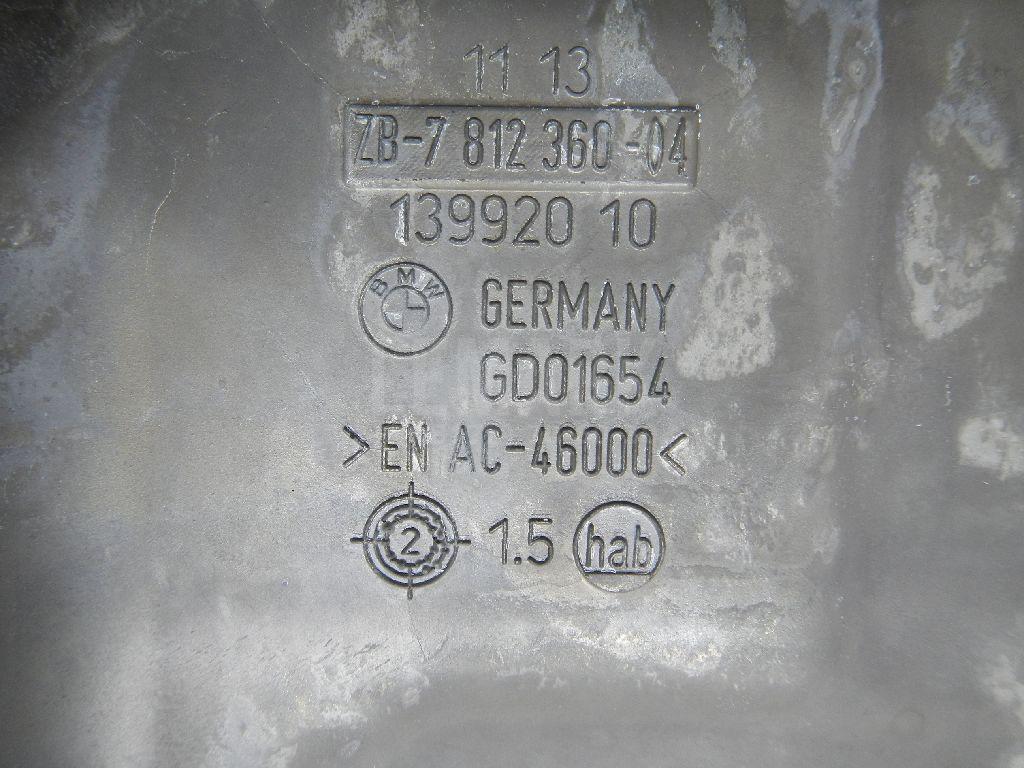 11 13
ZB-7 812 360-04
139920 10
BMW GERMANY
GD01654
>EN AC-46000<
2 1.5 hab